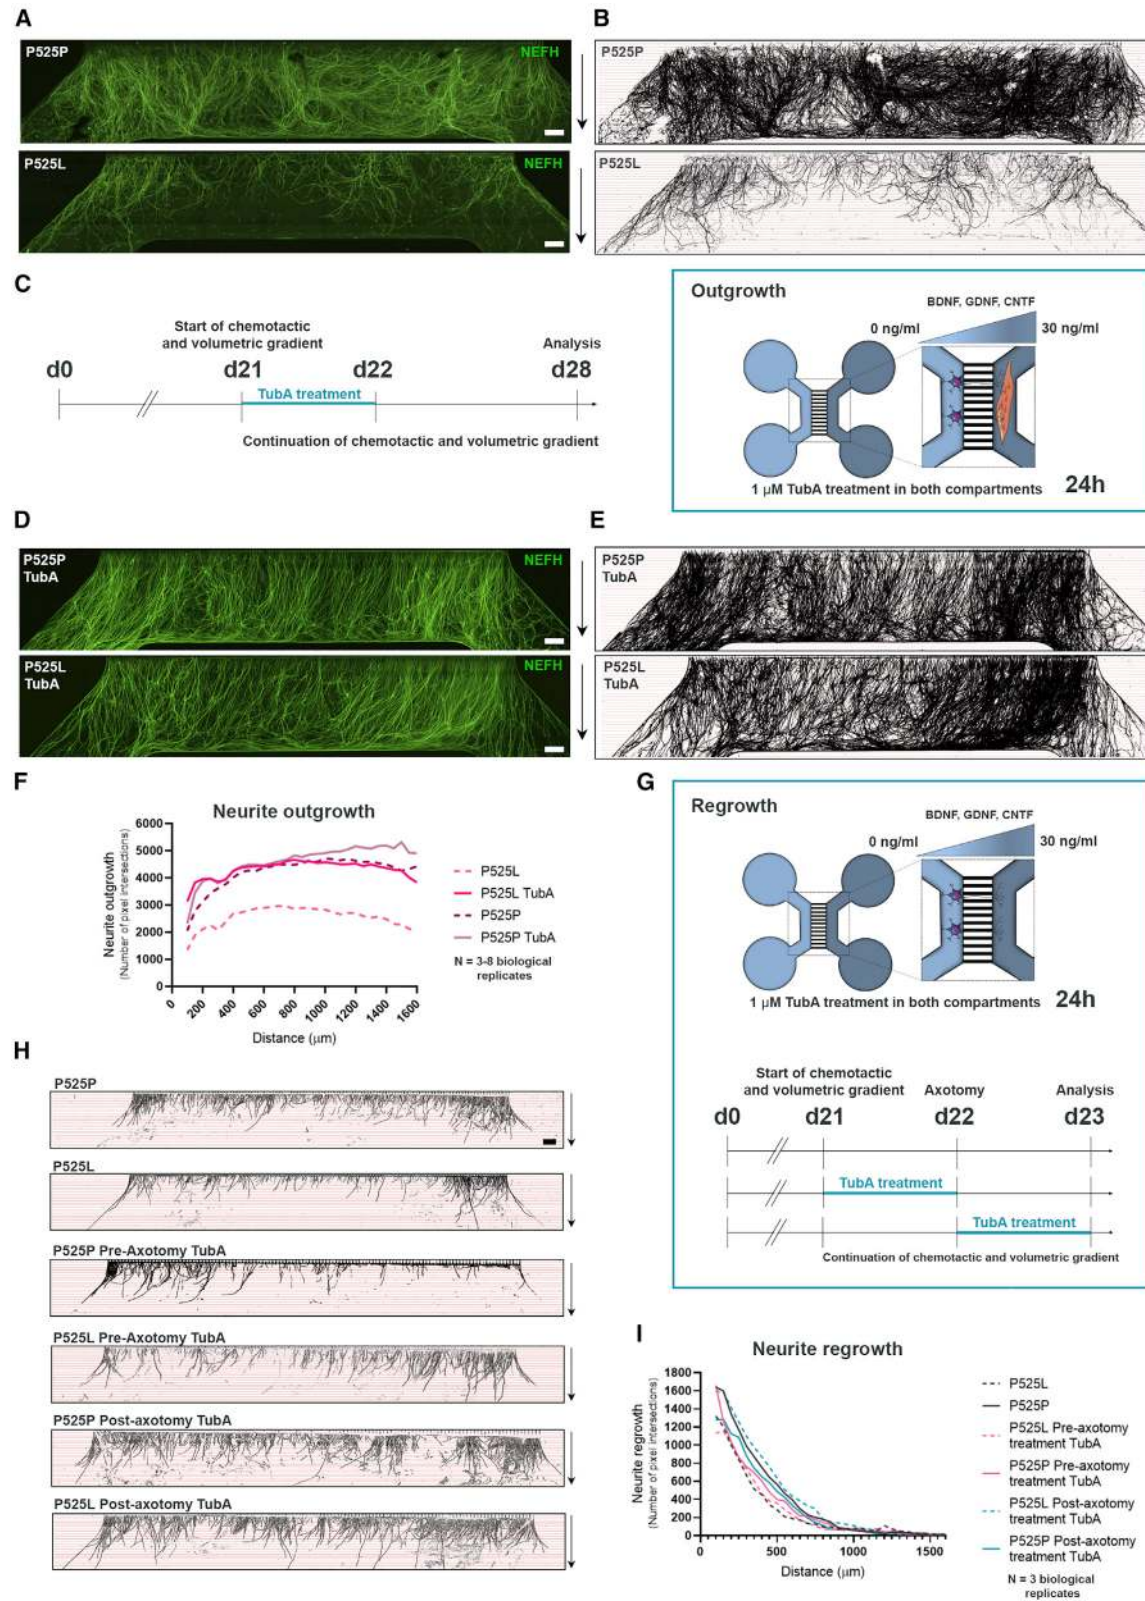 A
B
P525P
NEFH
P525P
P525L
NEFH
P525L
C
Start of chemotactic
and volumetric gradient
Analysis
d0
d21
d22
d28
TubA treatment
Continuation of chemotactic and volumetric gradient
Outgrowth
BDNF, GDNF, CNTF
0 ng/ml
30 ng/ml
1 µM TubA treatment in both compartments
24h
D
E
P525P
TubA
NEFH
P525P
TubA
P525L
TubA
NEFH
P525L
TubA
F
Neurite outgrowth
Neurite outgrowth
(Number of pixel intersections)
6000
5000
4000
3000
2000
1000
0
0
200
400
600
800
1000
1200
1400
1600
Distance (µm)
P525L
P525L TubA
P525P
P525P TubA
N = 3-8 biological
replicates
G
Regrowth
BDNF, GDNF, CNTF
0 ng/ml
30 ng/ml
1 µM TubA treatment in both compartments
24h
Start of chemotactic
and volumetric gradient
Axotomy
Analysis
d0
d21
d22
d23
TubA treatment
TubA treatment
Continuation of chemotactic and volumetric gradient
H
P525P
P525L
P525P Pre-Axotomy TubA
P525L Pre-Axotomy TubA
P525P Post-axotomy TubA
P525L Post-axotomy TubA
I
Neurite regrowth
Neurite regrowth
(Number of pixel intersections)
1800
1600
1400
1200
1000
800
600
400
200
0
0
500
1000
1500
Distance (µm)
P525L
P525P
P525L Pre-axotomy
treatment TubA
P525P Pre-axotomy
treatment TubA
P525L Post-axotomy
treatment TubA
P525P Post-axotomy
treatment TubA
N = 3 biological
replicates